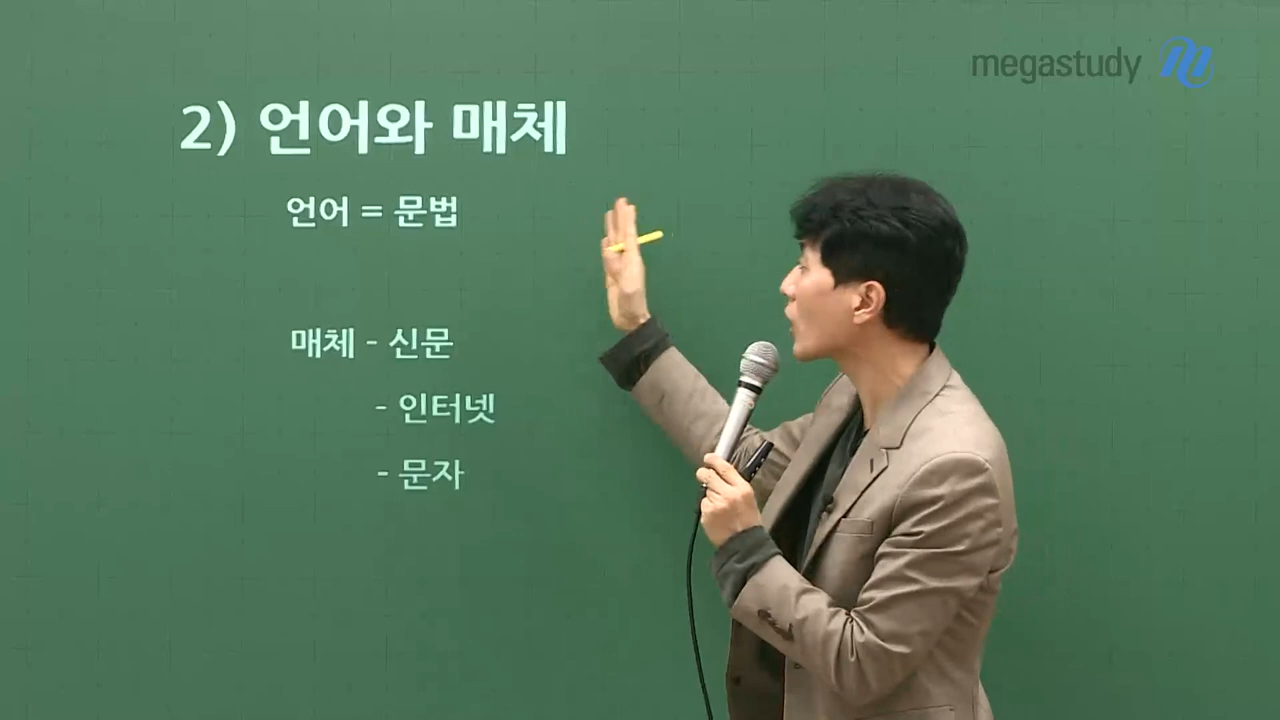 megastudy
2) 언어와 매체
언어 = 문법
매체 - 신문
- 인터넷
- 문자